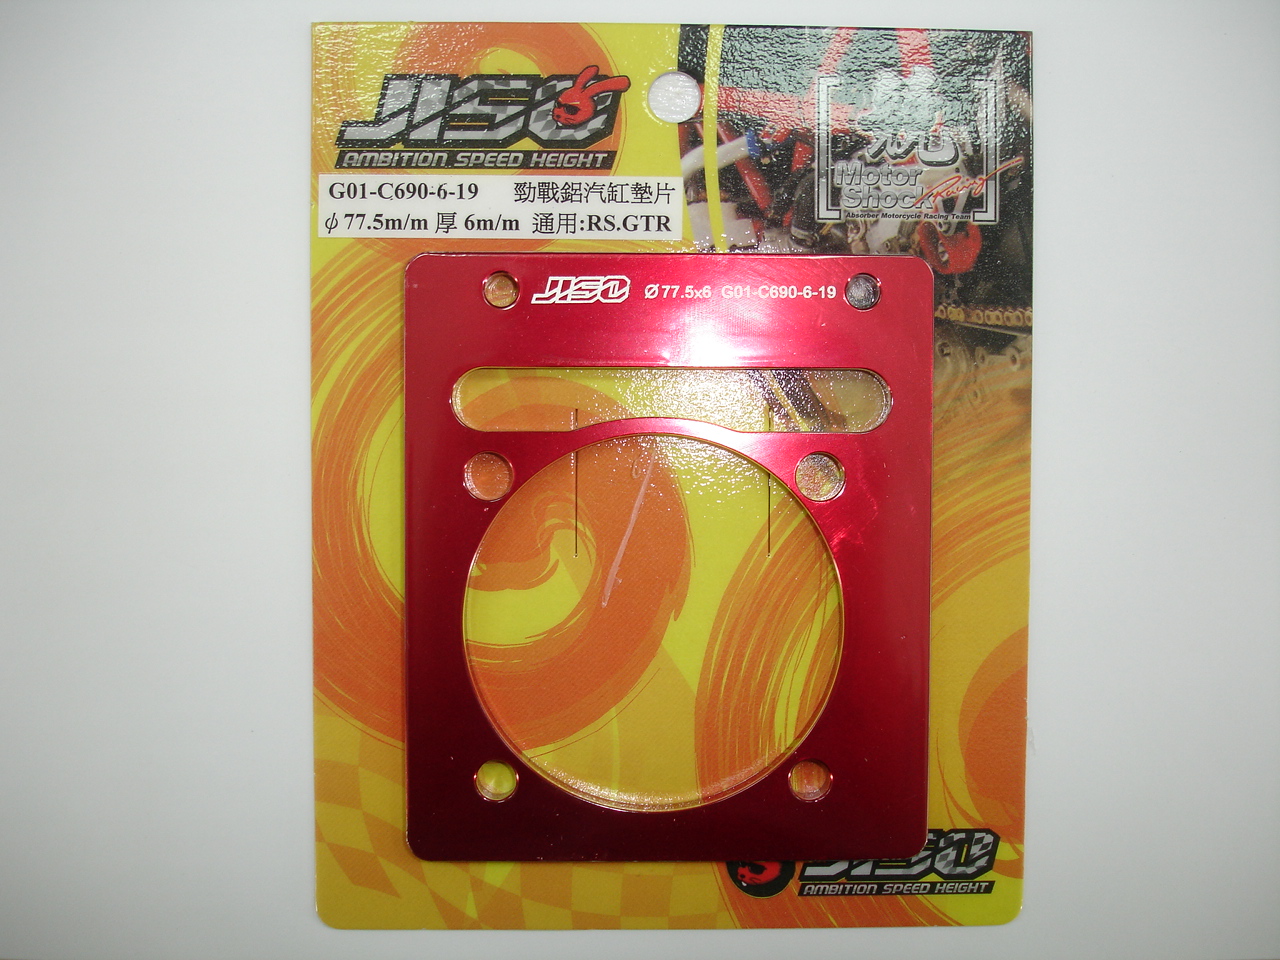 JISO
AMBITION SPEED HEIGHT
Motor
Shock Racing
Absorber Motorcycle Racing Team
G01-C690-6-19 勁戰鋁汽缸墊片
φ77.5m/m 厚 6m/m 通用:RS.GTR
JISO Ø77.5x6 G01-C690-6-19
JISO
AMBITION SPEED HEIGHT